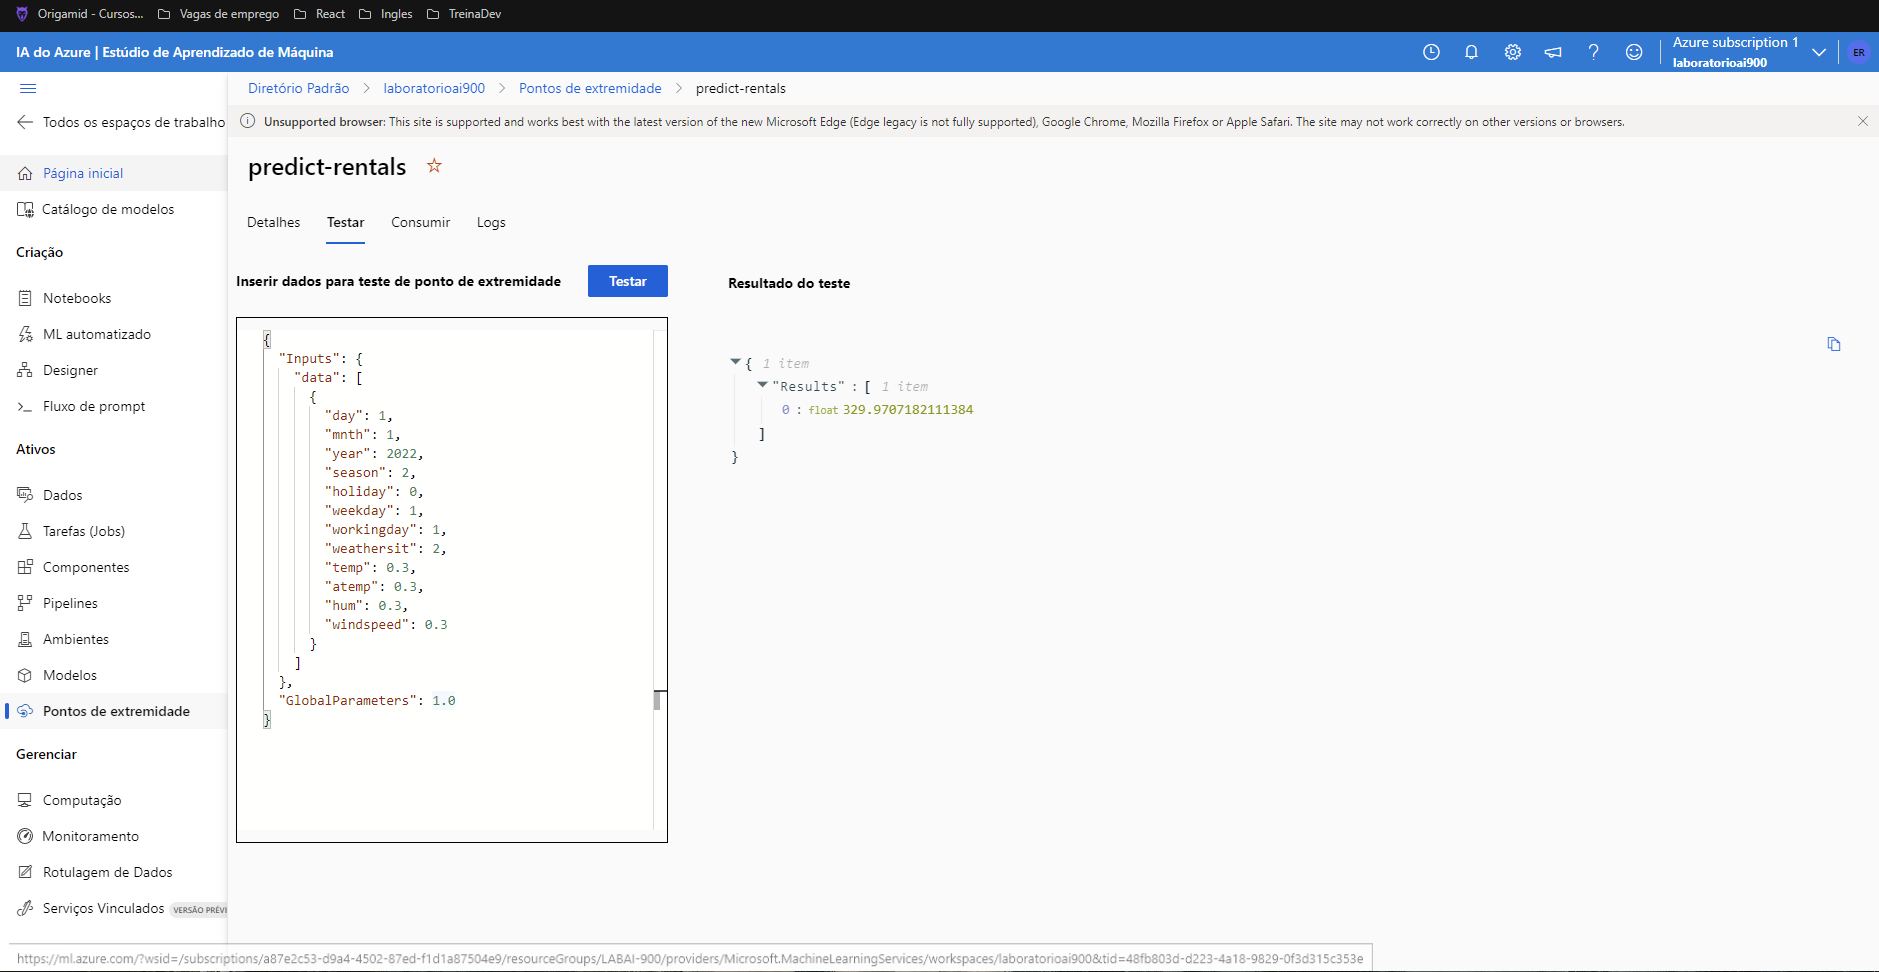 Origamid - Cursos... Vagas de emprego React Ingles TreinaDev
IA do Azure | Estúdio de Aprendizado de Máquina
Azure subscription 1
laboratorioai900
ER
Diretório Padrão > laboratorioai900 > Pontos de extremidade > predict-rentals
Todos os espaços de trabalho
Unsupported browser: This site is supported and works best with the latest version of the new Microsoft Edge (Edge legacy is not fully supported), Google Chrome, Mozilla Firefox or Apple Safari. The site may not work correctly on other versions or browsers.
Página inicial
Catálogo de modelos
Criação
Notebooks
ML automatizado
Designer
Fluxo de prompt
Ativos
Dados
Tarefas (Jobs)
Componentes
Pipelines
Ambientes
Modelos
Pontos de extremidade
Gerenciar
Computação
Monitoramento
Rotulagem de Dados
Serviços Vinculados VERSÃO PRÉVI
predict-rentals
Detalhes Testar Consumir Logs
Inserir dados para teste de ponto de extremidade
Testar
{
"Inputs": {
"data": [
{
"day": 1,
"mnth": 1,
"year": 2022,
"season": 2,
"holiday": 0,
"weekday": 1,
"workingday": 1,
"weathersit": 2,
"temp": 0.3,
"atemp": 0.3,
"hum": 0.3,
"windspeed": 0.3
}
]
},
"GlobalParameters": 1.0
}
Resultado do teste
{ 1 item
"Results" : [ 1 item
0 : float 329.9707182111384
]
}
https://ml.azure.com/?wsid=/subscriptions/a87e2c53-d9a4-4502-87ed-f1d1a87504e9/resourceGroups/LABAI-900/providers/Microsoft.MachineLearningServices/workspaces/laboratorioai900&tid=48fb803d-d223-4a18-9829-0f3d315c353e